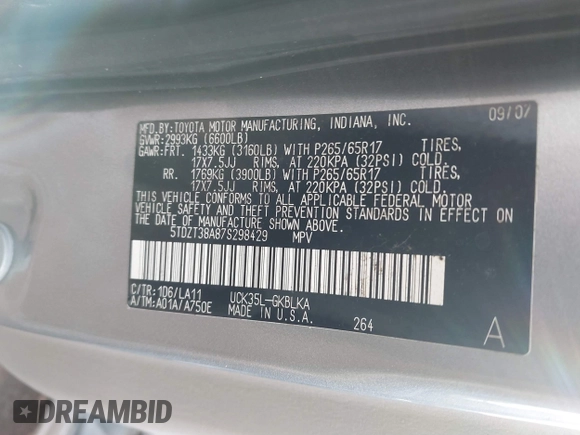 MFD.BY:TOYOTA MOTOR MANUFACTURING, INDIANA, INC. 09/07
GVWR:2993KG (6600LB)
GAWR:FRT. 1433KG (3160LB) WITH P265/65R17 TIRES,
17X7.5JJ RIMS, AT 220KPA (32PSI) COLD.
RR. 1769KG (3900LB) WITH P265/65R17 TIRES,
17X7.5JJ RIMS, AT 220KPA (32PSI) COLD.
THIS VEHICLE CONFORMS TO ALL APPLICABLE FEDERAL MOTOR
VEHICLE SAFETY, BUMPER, AND THEFT PREVENTION STANDARDS IN EFFECT ON
THE DATE OF MANUFACTURE SHOWN ABOVE.
5TDZT38A87S298429 MPV
C/TR:1D6/LA11 UCK35L-GKBLKA
A/TM:A01A/A750E MADE IN U.S.A. 264 A
DREAMBID